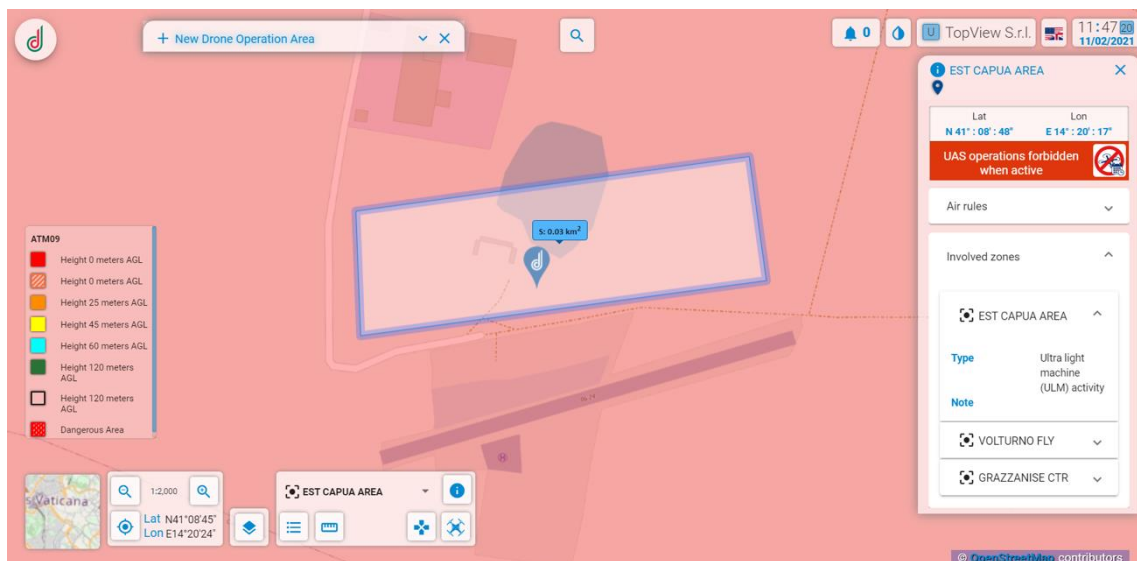 + New Drone Operation Area
0
U TopView S.r.l.
11:47 20
11/02/2021
EST CAPUA AREA
Lat Lon
N 41° : 08' : 48" E 14° : 20' : 17"
UAS operations forbidden
when active
Air rules
Involved zones
EST CAPUA AREA
Type Ultra light
machine
(ULM) activity
Note
VOLTURNO FLY
GRAZZANISE CTR
S: 0.03 km²
ATM09
Height 0 meters AGL
Height 0 meters AGL
Height 25 meters AGL
Height 45 meters AGL
Height 60 meters AGL
Height 120 meters
AGL
Height 120 meters
AGL
Dangerous Area
H
Vaticana
1:2,000
Lat N41°08'45"
Lon E14°20'24"
EST CAPUA AREA
© OpenStreetMap contributors